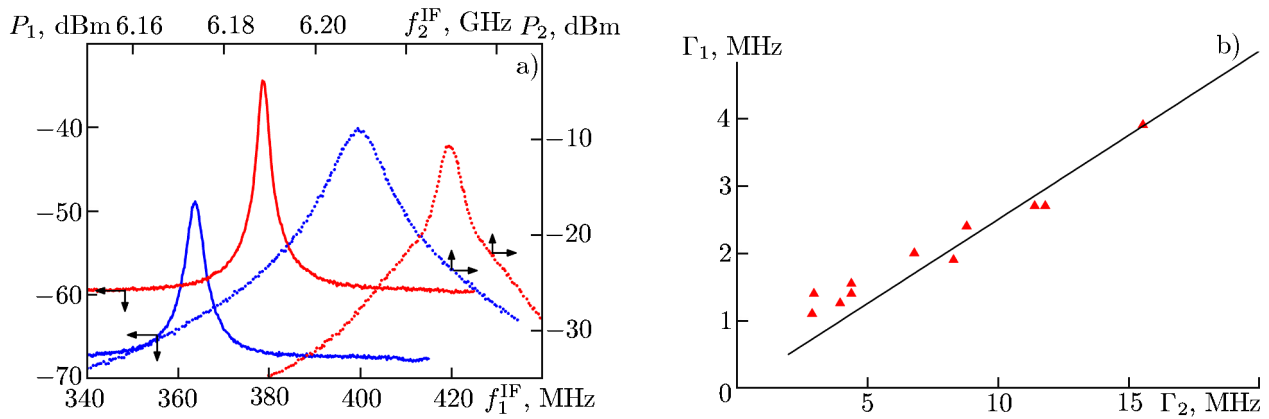 P₁, dBm 6.16 6.18 6.20 f₂ᴵᶠ, GHz P₂, dBm
a)
−40
−50
−60
−70
−10
−20
−30
340 360 380 400 420 f₁ᴵᶠ, MHz
Γ₁, MHz b)
4
3
2
1
0
5 10 15 Γ₂, MHz